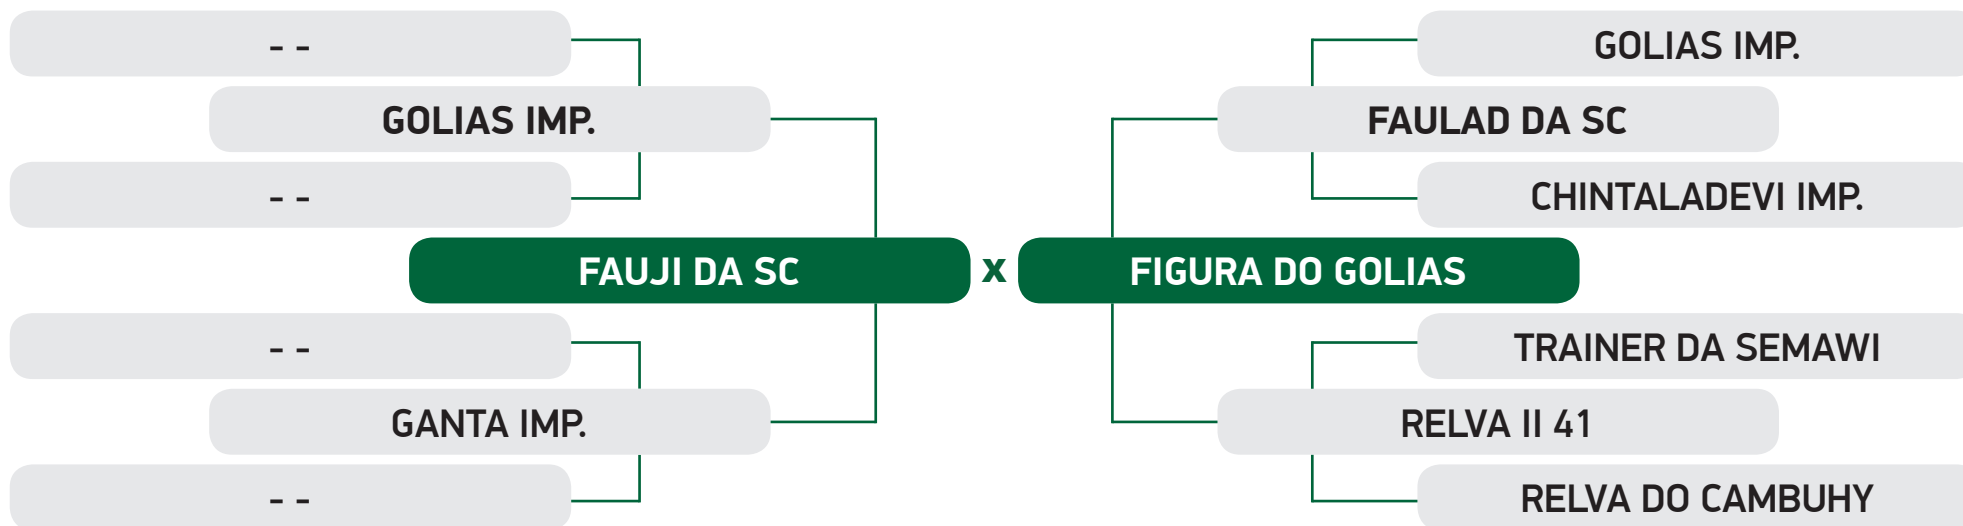 - -
GOLIAS IMP.
- -
FAUJI DA SC
- -
GANTA IMP.
- -
x
GOLIAS IMP.
FAULAD DA SC
CHINTALADEVI IMP.
FIGURA DO GOLIAS
TRAINER DA SEMAWI
RELVA II 41
RELVA DO CAMBUHY